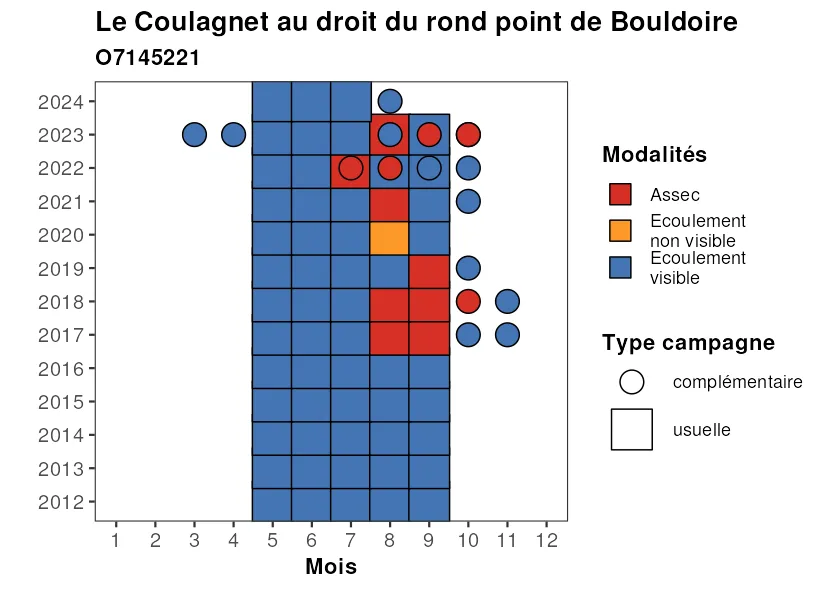 Le Coulagnet au droit du rond point de Bouldoire
O7145221
2024
2023
2022
2021
2020
2019
2018
2017
2016
2015
2014
2013
2012
1 2 3 4 5 6 7 8 9 10 11 12
Mois
Modalités
Assec
Ecoulement
non visible
Ecoulement
visible
Type campagne
complémentaire
usuelle